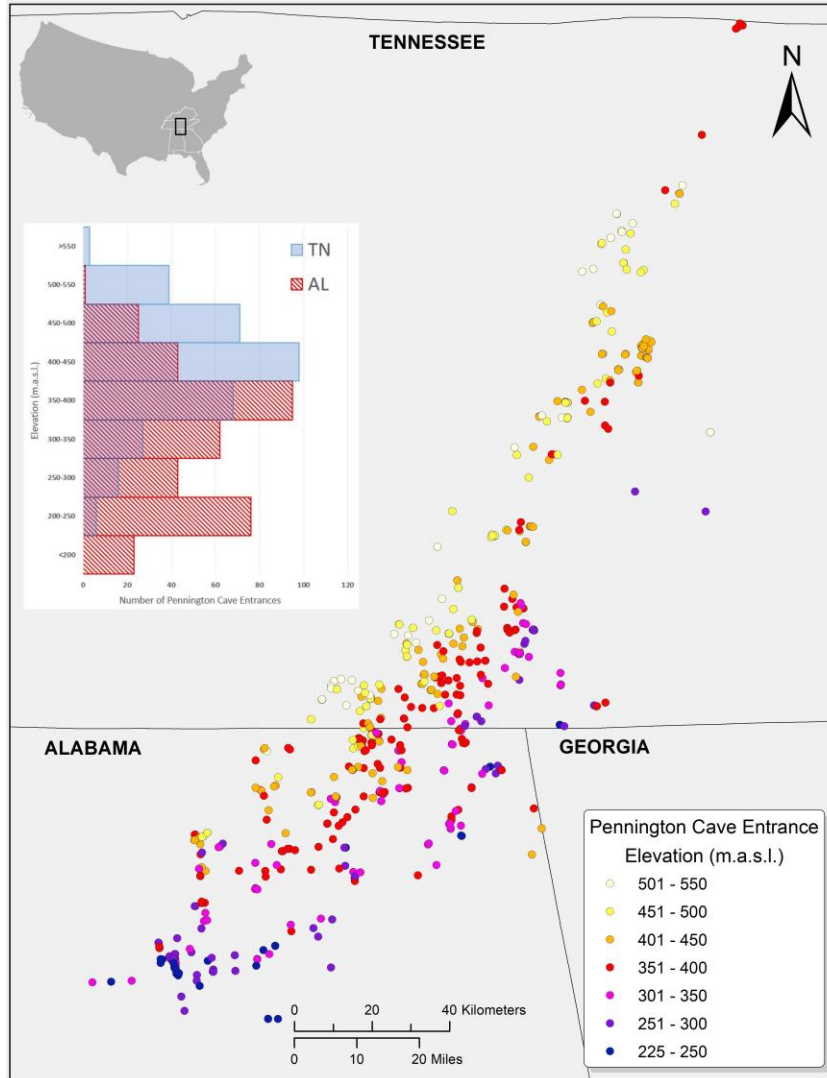 TENNESSEE
N
>550
500-550
450-500
400-450
350-400
300-350
250-300
200-250
<200
Elevation (m.a.s.l.)
TN
AL
0 20 40 60 80 100 120
Number of Pennington Cave Entrances
ALABAMA
GEORGIA
Pennington Cave Entrance
Elevation (m.a.s.l.)
501 - 550
451 - 500
401 - 450
351 - 400
301 - 350
251 - 300
225 - 250
0 20 40 Kilometers
0 10 20 Miles